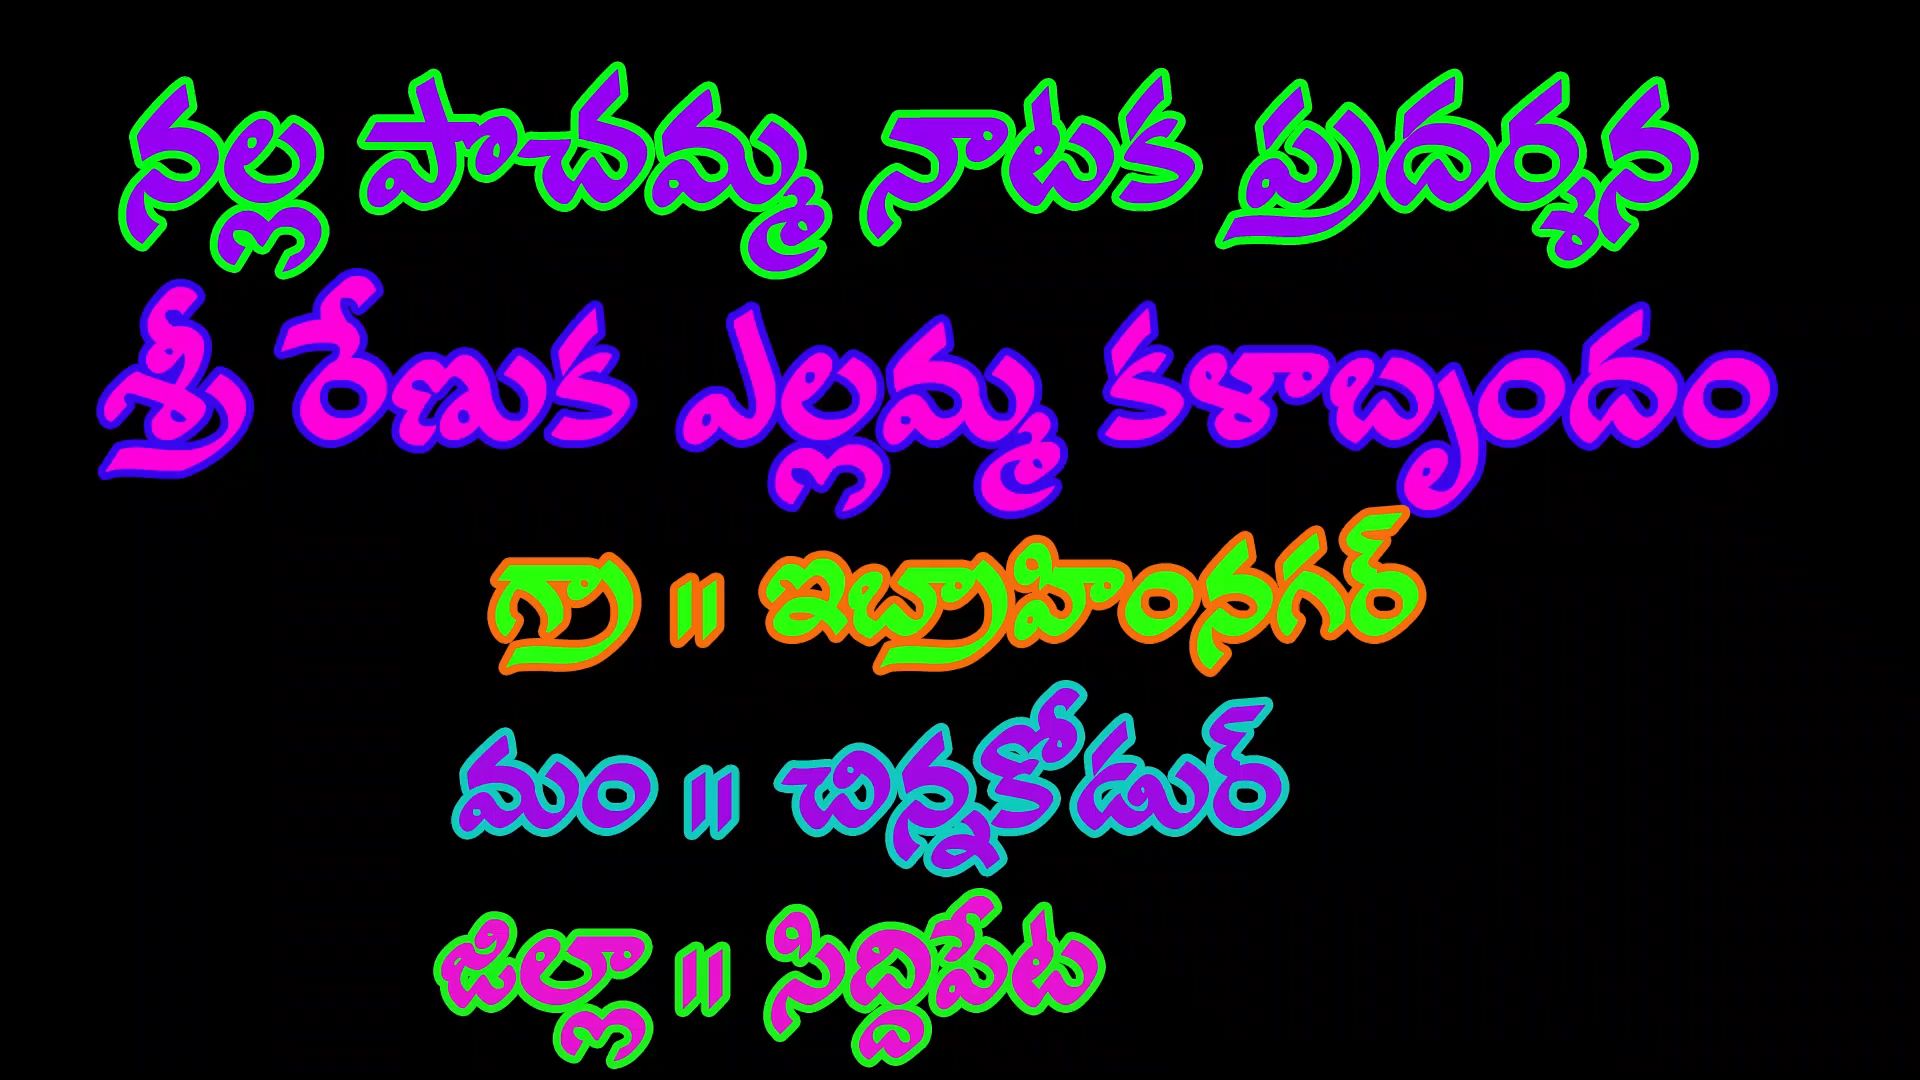 నల్ల పొచమ్మ నాటక ప్రదర్శన
శ్రీ రేణుక ఎల్లమ్మ కళాబృందం
గ్రా || ఇబ్రాహింనగర్
మం || చిన్నకోడుర్
జిల్లా || సిద్దిపేట